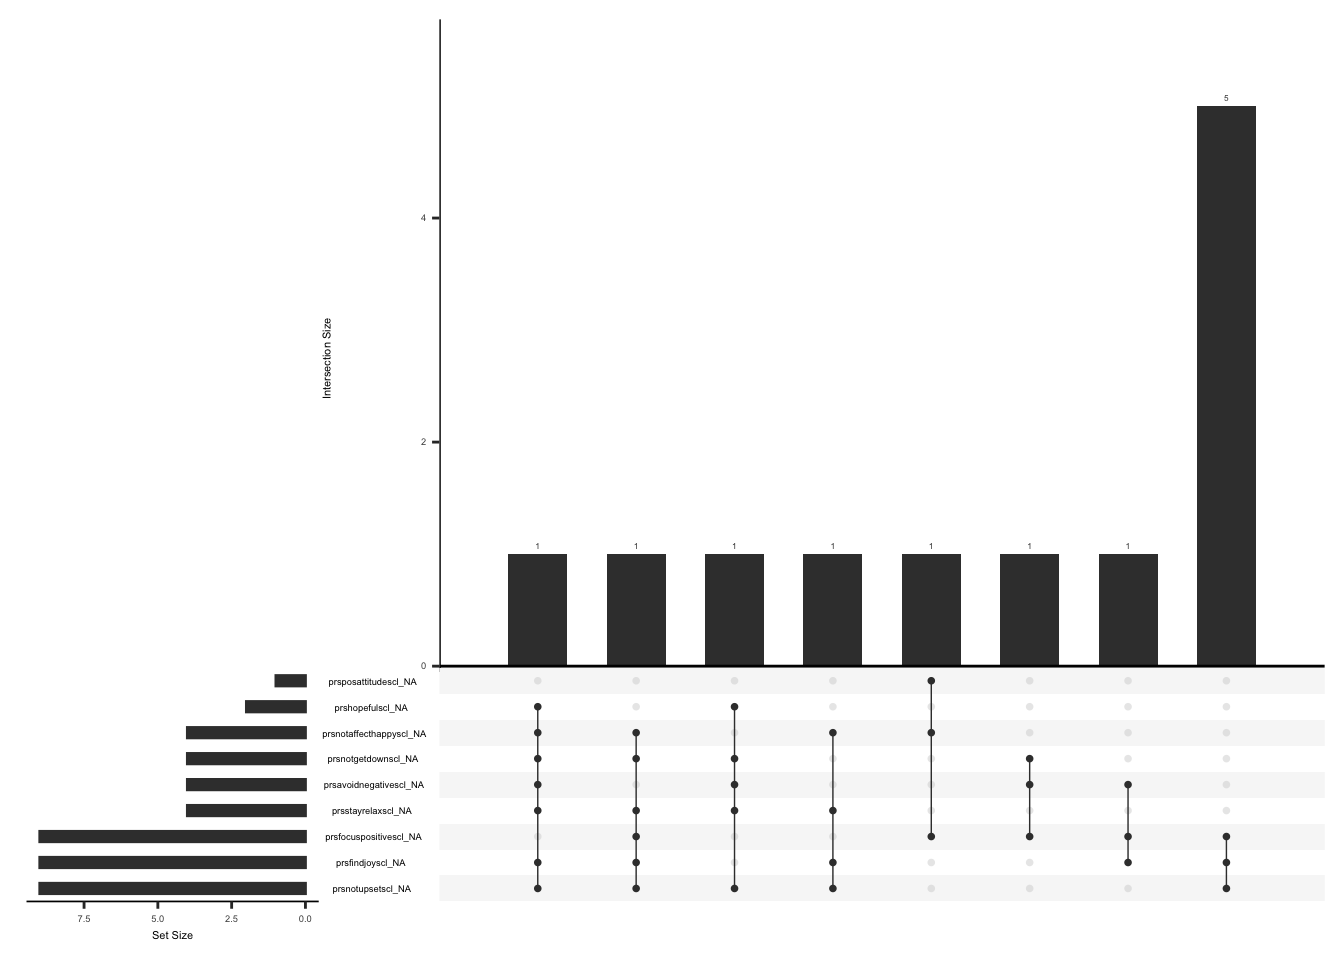 5
4
Intersection Size
2
1 1 1 1 1 1 1
0
prsposattitudescl_NA
prshopefulscl_NA
prsnotaffecthappyscl_NA
prsnotgetdownscl_NA
prsavoidnegativescl_NA
prsstayrelaxscl_NA
prsfocuspositivescl_NA
prsfindjoyscl_NA
prsnotupsetscl_NA
7.5 5.0 2.5 0.0
Set Size